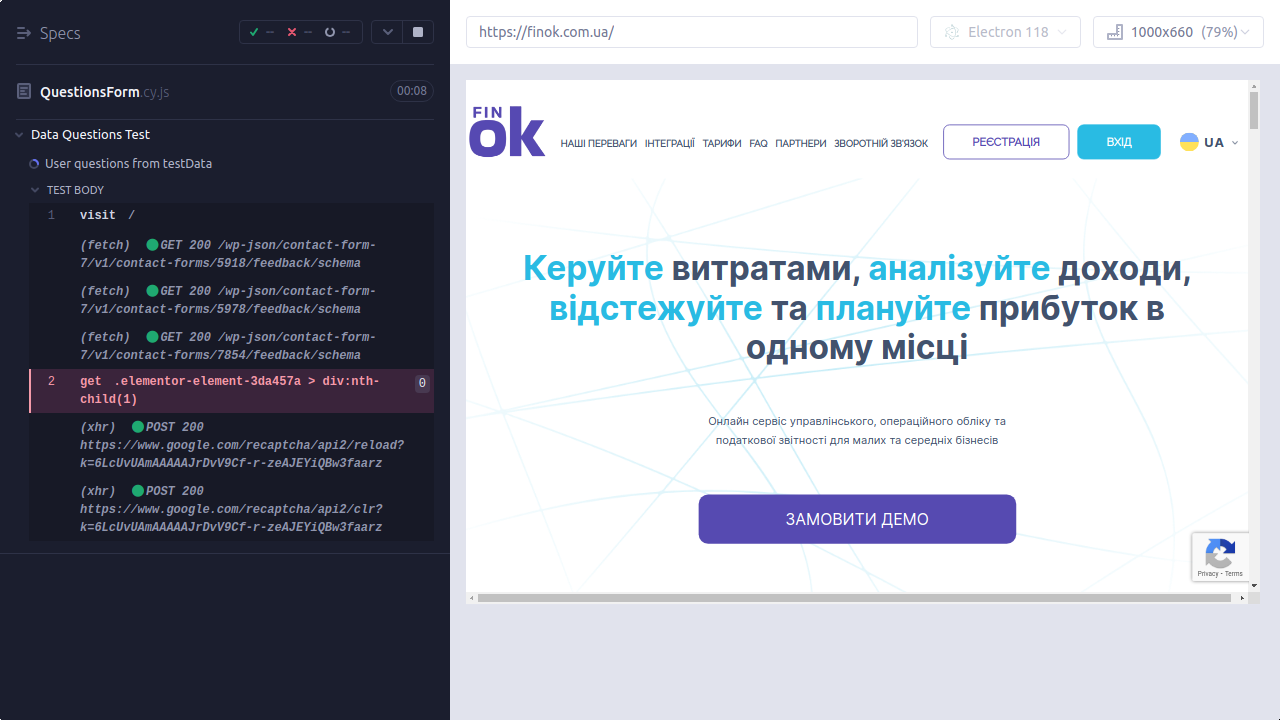 Specs
--
--
--
QuestionsForm.cy.js
00:08
Data Questions Test
User questions from testData
TEST BODY
1 visit /
(fetch) GET 200 /wp-json/contact-form-
7/v1/contact-forms/5918/feedback/schema
(fetch) GET 200 /wp-json/contact-form-
7/v1/contact-forms/5978/feedback/schema
(fetch) GET 200 /wp-json/contact-form-
7/v1/contact-forms/7854/feedback/schema
2 get .elementor-element-3da457a > div:nth-
child(1)
0
(xhr) POST 200
https://www.google.com/recaptcha/api2/reload?
k=6LcUvUAmAAAAAJrDvV9Cf-r-zeAJEYiQBw3faarz
(xhr) POST 200
https://www.google.com/recaptcha/api2/clr?
k=6LcUvUAmAAAAAJrDvV9Cf-r-zeAJEYiQBw3faarz
https://finok.com.ua/
Electron 118
1000x660 (79%)
FIN
ok
НАШІ ПЕРЕВАГИ ІНТЕГРАЦІЇ ТАРИФИ FAQ ПАРТНЕРИ ЗВОРОТНІЙ ЗВ'ЯЗОК
РЕЄСТРАЦІЯ
ВХІД
UA
Керуйте витратами, аналізуйте доходи,
відстежуйте та плануйте прибуток в
одному місці
Онлайн сервіс управлінського, операційного обліку та
податкової звітності для малих та середніх бізнесів
ЗАМОВИТИ ДЕМО
Privacy - Terms